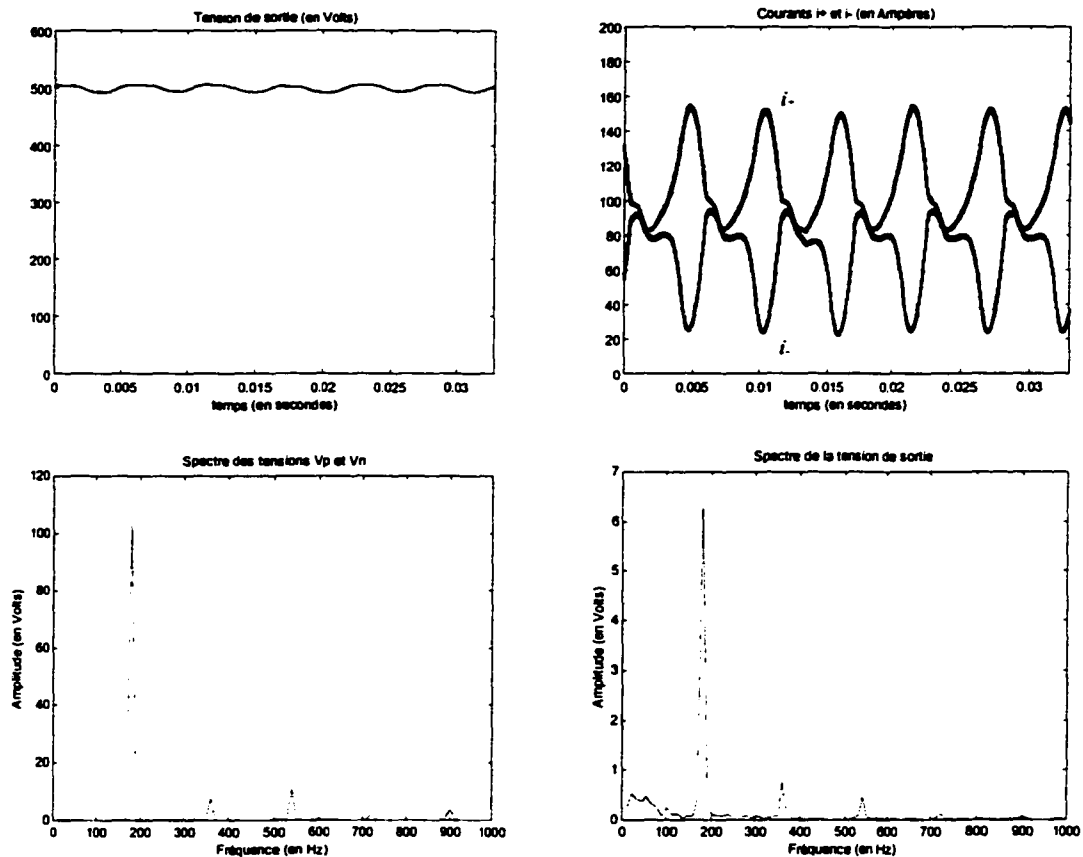 Tension de sortie (en Volts)
600
500
400
300
200
100
0
0 0.005 0.01 0.015 0.02 0.025 0.03
temps (en secondes)
Courants i+ et i- (en Ampères)
200
180
160
140
120
100
80
60
40
20
0
i+
i-
0 0.005 0.01 0.015 0.02 0.025 0.03
temps (en secondes)
Spectre des tensions Vp et Vn
120
100
80
60
40
20
0
Amplitude (en Volts)
0 100 200 300 400 500 600 700 800 900 1000
Fréquence (en Hz)
Spectre de la tension de sortie
7
6
5
4
3
2
1
0
Amplitude (en Volts)
0 100 200 300 400 500 600 700 800 900 1000
Fréquence (en Hz)